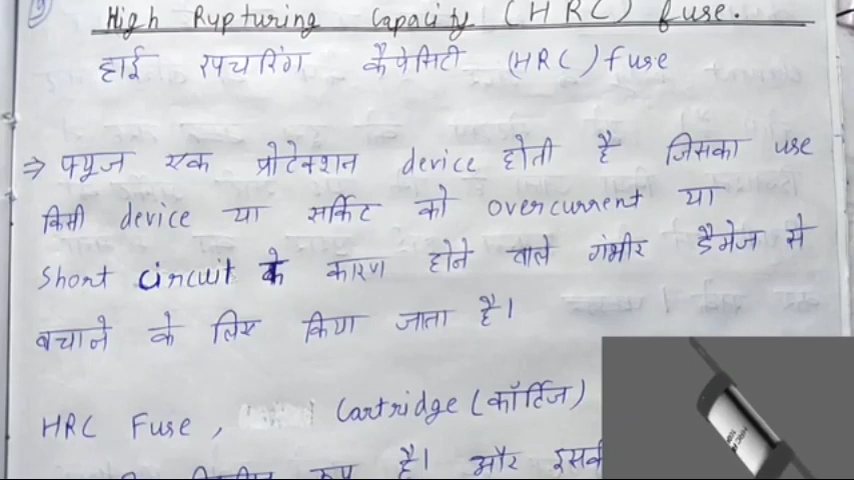 High Rupturing Capacity (HRC) fuse.
हाई रपचरिंग कैपेसिटी (HRC) fuse
⇒ फ्यूज एक प्रोटेक्शन device होती है जिसका use
किसी device या सर्किट को overcurrent या
Short circuit के कारण होने वाले गंभीर डैमेज से
बचाने के लिए किया जाता है।
HRC Fuse, Cartridge (कॉर्टिज)
रूप है। और इसकी